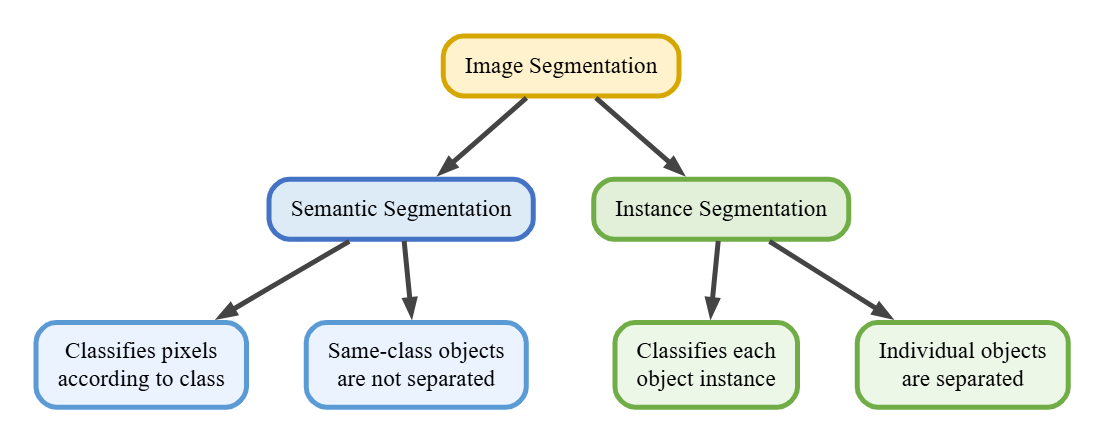 Image Segmentation
Semantic Segmentation
Instance Segmentation
Classifies pixels
according to class
Same-class objects
are not separated
Classifies each
object instance
Individual objects
are separated